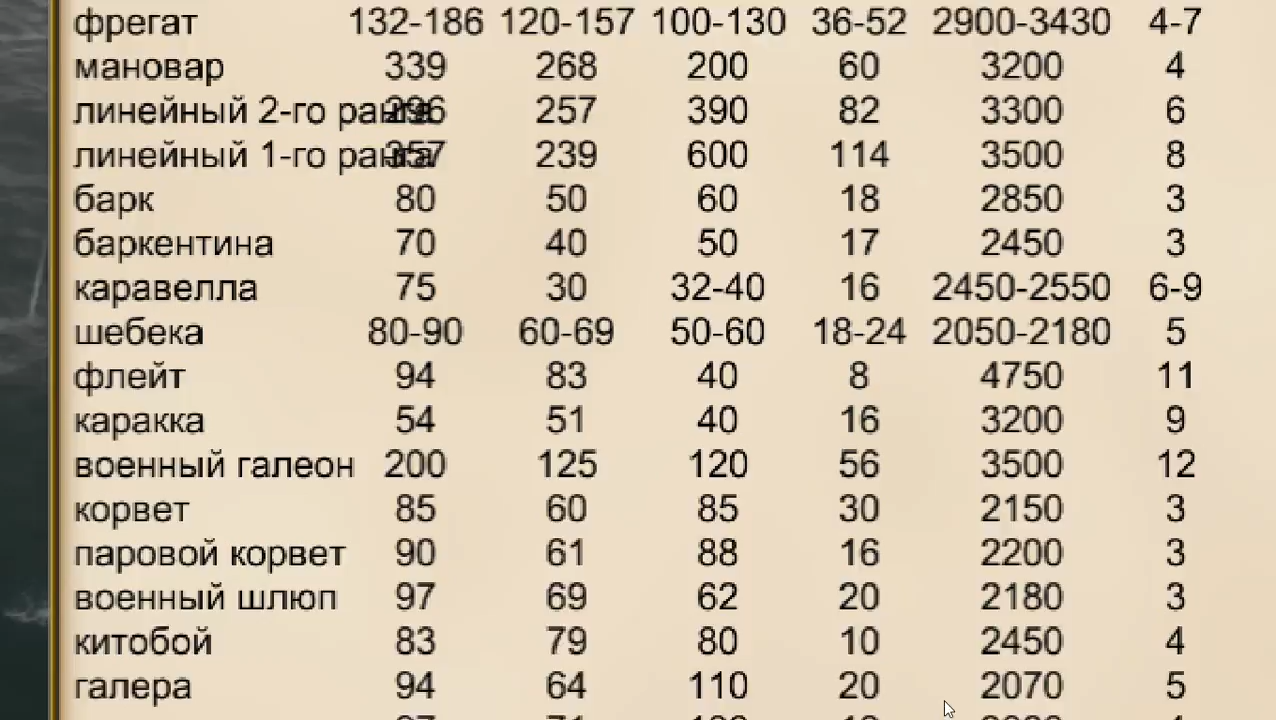 фрегат 132-186 120-157 100-130 36-52 2900-3430 4-7
мановар 339 268 200 60 3200 4
линейный 2-го ранга 296 257 390 82 3300 6
линейный 1-го ранга 357 239 600 114 3500 8
барк 80 50 60 18 2850 3
баркентина 70 40 50 17 2450 3
каравелла 75 30 32-40 16 2450-2550 6-9
шебека 80-90 60-69 50-60 18-24 2050-2180 5
флейт 94 83 40 8 4750 11
каракка 54 51 40 16 3200 9
военный галеон 200 125 120 56 3500 12
корвет 85 60 85 30 2150 3
паровой корвет 90 61 88 16 2200 3
военный шлюп 97 69 62 20 2180 3
китобой 83 79 80 10 2450 4
галера 94 64 110 20 2070 5